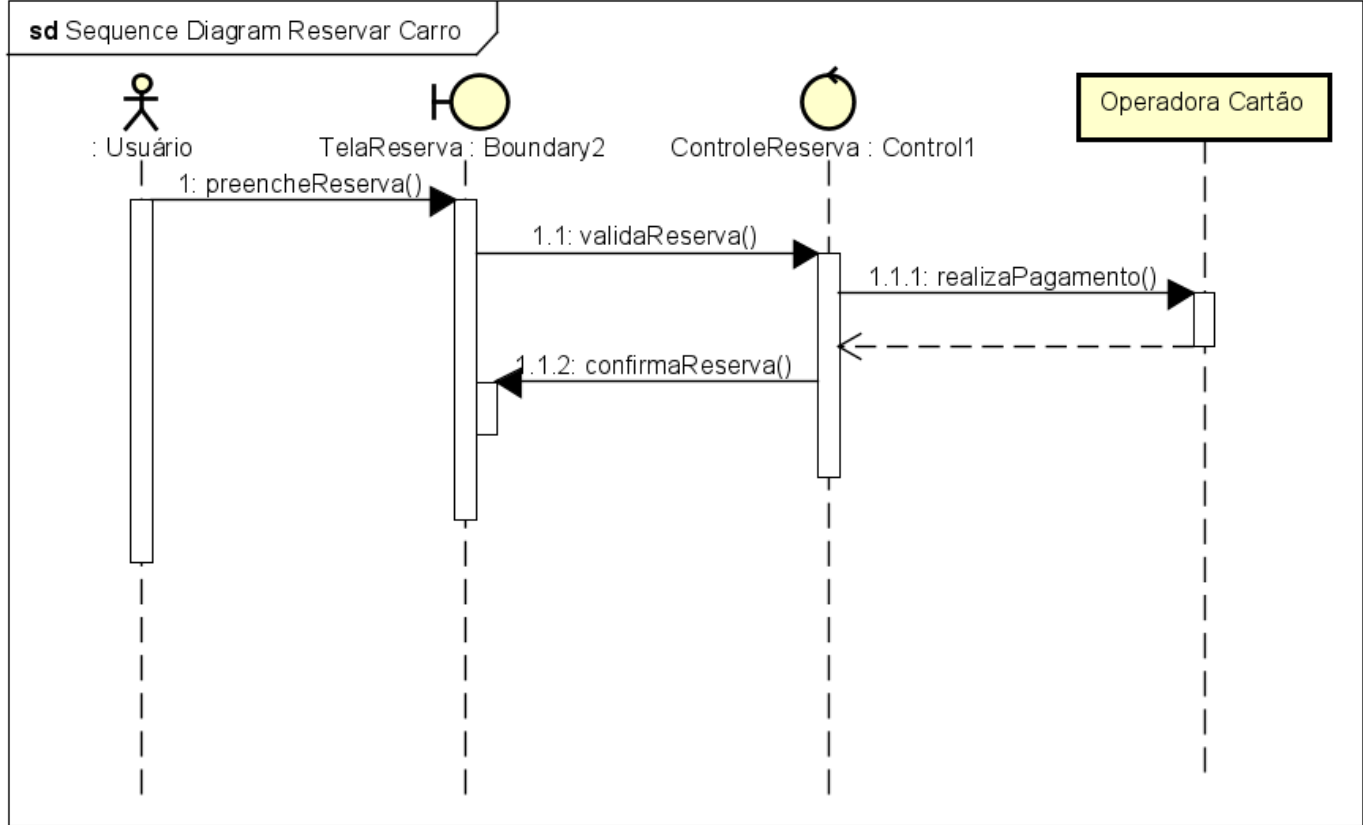 sd Sequence Diagram Reservar Carro
: Usuário
TelaReserva : Boundary2
ControleReserva : Control1
Operadora Cartão
1: preencheReserva()
1.1: validaReserva()
1.1.1: realizaPagamento()
1.1.2: confirmaReserva()